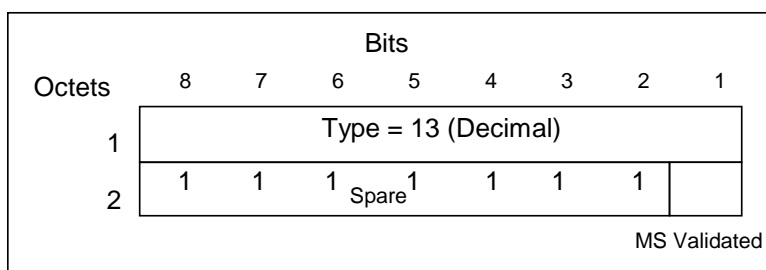 Bits
Octets 8 7 6 5 4 3 2 1
1 Type = 13 (Decimal)
2 1 1 1 1 1 1 1
Spare
MS Validated